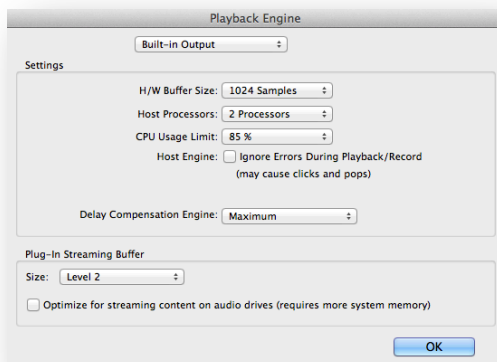 Playback Engine
Built-in Output
Settings
H/W Buffer Size: 1024 Samples
Host Processors: 2 Processors
CPU Usage Limit: 85 %
Host Engine: Ignore Errors During Playback/Record
(may cause clicks and pops)
Delay Compensation Engine: Maximum
Plug-In Streaming Buffer
Size: Level 2
Optimize for streaming content on audio drives (requires more system memory)
OK